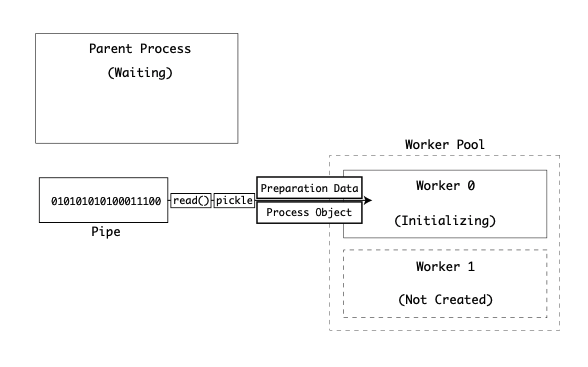 Parent Process
(Waiting)
Worker Pool
010101010100011100
read()
pickle
Preparation Data
Process Object
Pipe
Worker 0
(Initializing)
Worker 1
(Not Created)